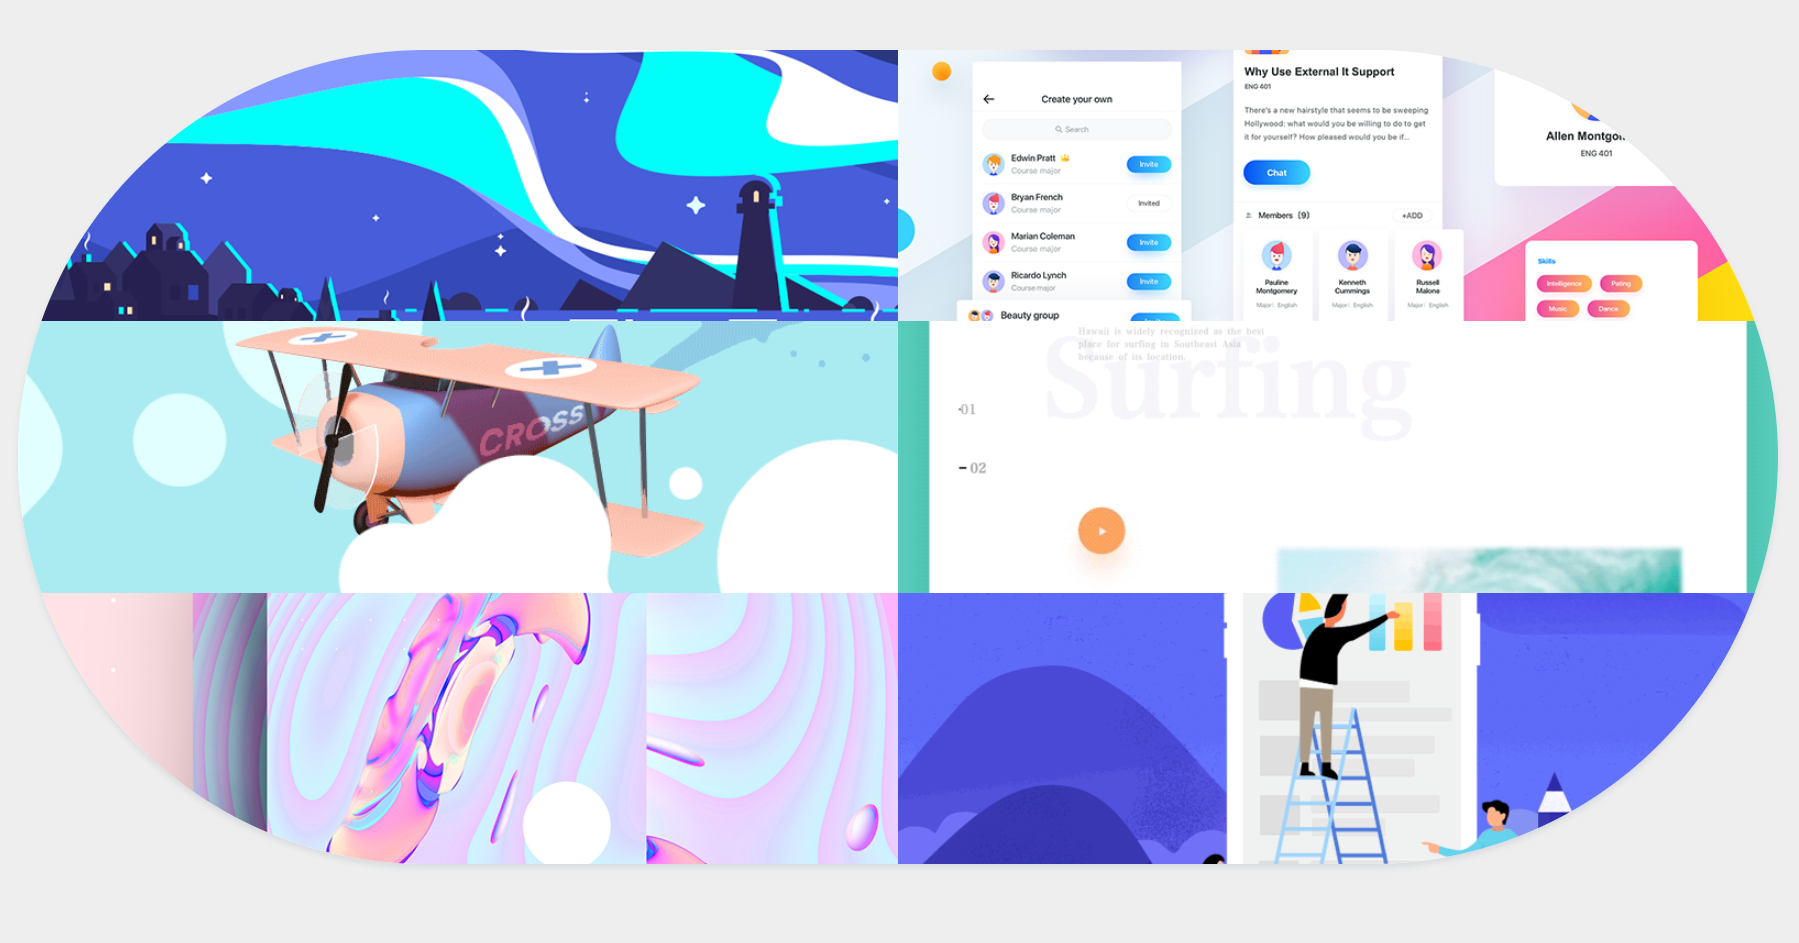 Create your own
Search
Edwin Pratt
Course major
Invite
Bryan French
Course major
Invited
Marian Coleman
Course major
Invite
Ricardo Lynch
Course major
Invite
Beauty group
Why Use External It Support
ENG 401
There's a new hairstyle that seems to be sweeping
Hollywood: what would you be willing to do to get
it for yourself? How pleased would you be if...
Chat
Members (9)
+ADD
Pauline
Montgomery
Major: English
Kenneth
Cummings
Major: English
Russell
Malone
Major: English
Allen Montgo
ENG 401
Skills
Intelligence
Pating
Music
Dance
CROSS
Hawaii is widely recognized as the best
place for surfing in Southeast Asia
because of its location.
Surfing
01
02